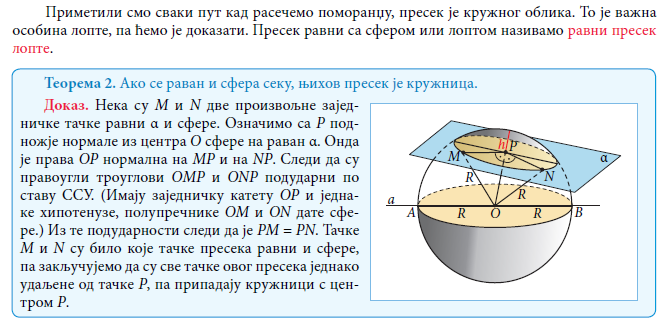 Приметили смо сваки пут кад расечемо поморанџу, пресек је кружног облика. То је важна
особина лопте, па ћемо је доказати. Пресек равни са сфером или лоптом називамо равни пресек
лопте.
Теорема 2. Ако се раван и сфера секу, њихов пресек је кружница.
Доказ. Нека су M и N две произвољне зајед-
ничке тачке равни α и сфере. Означимо са P под-
ножје нормале из центра O сфере на раван α. Онда
је права OP нормална на MP и на NP. Следи да су
правоугли троуглови OMP и ONP подударни по
ставу ССУ. (Имају заједничку катету OP и једна-
ке хипотенузе, полупречнике OM и ON дате сфе-
ре.) Из те подударности следи да је PM = PN. Тачке
M и N су било које тачке пресека равни и сфере,
па закључујемо да су све тачке овог пресека једнако
удаљене од тачке P, па припадају кружници с цен-
тром P.
h P
M
α
N
R
R
a
A R O R B